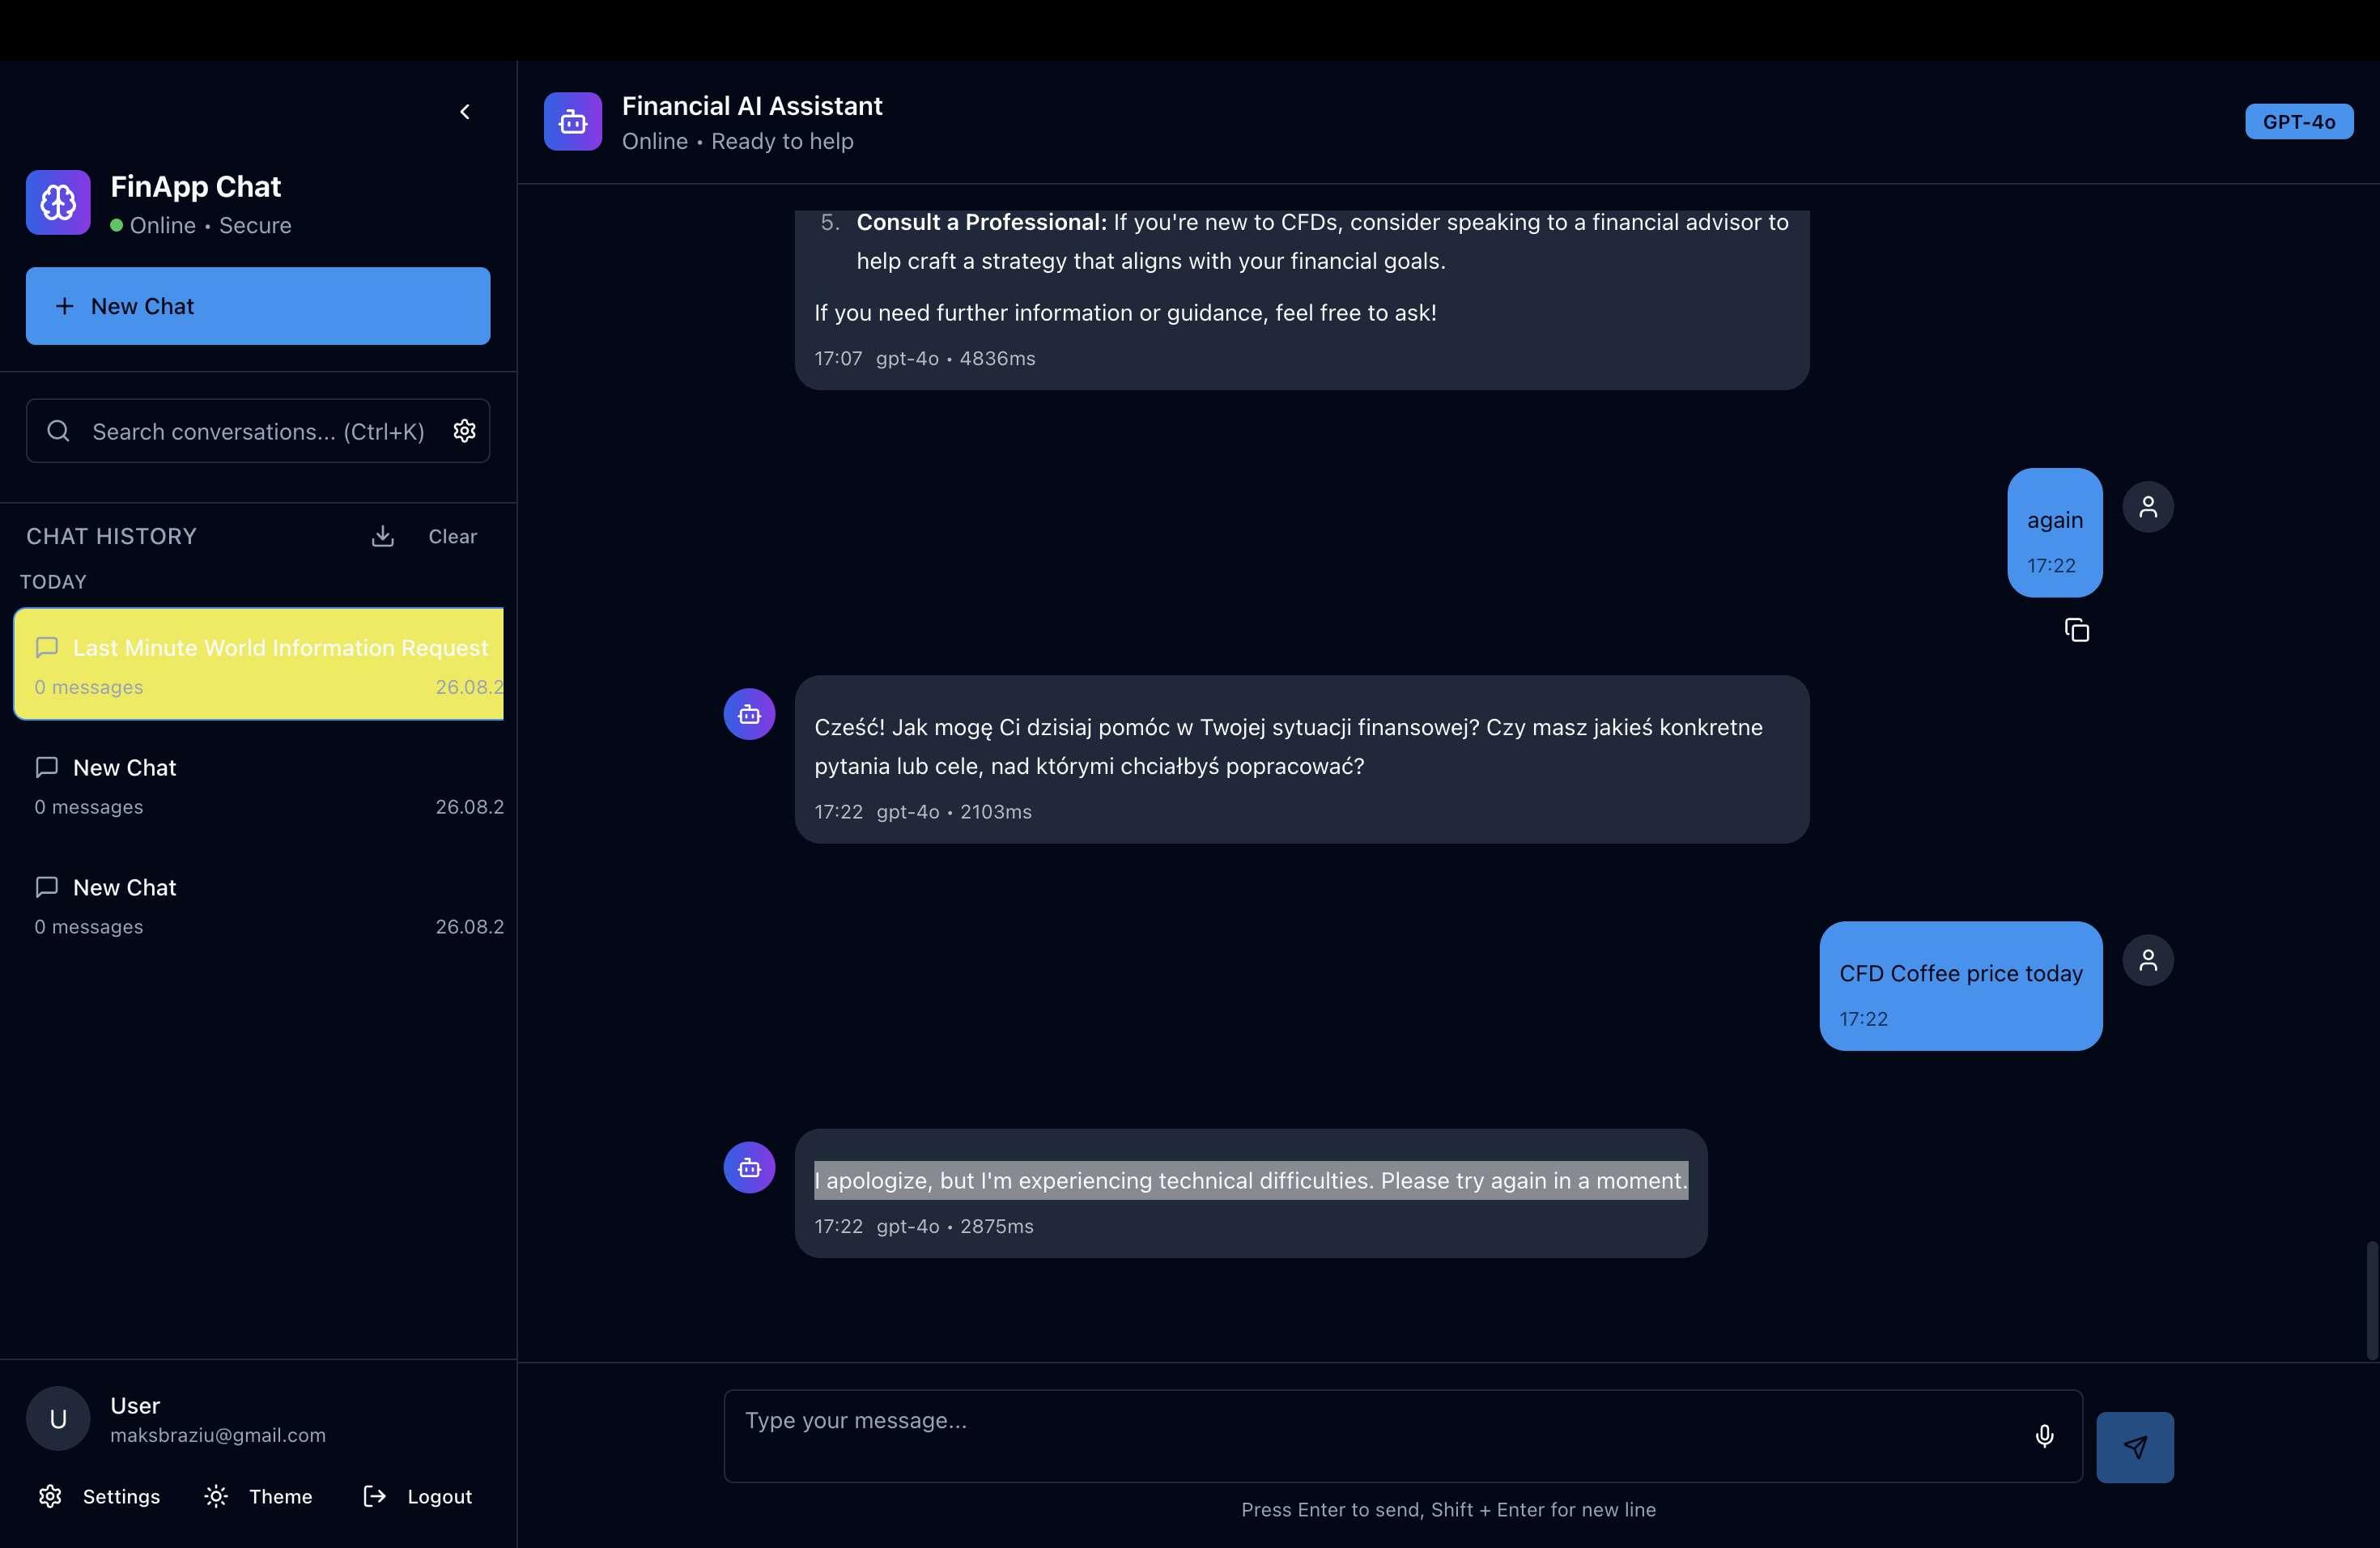 FinApp Chat
Online • Secure
New Chat
Search conversations... (Ctrl+K)
CHAT HISTORY
Clear
TODAY
Last Minute World Information Request
0 messages
26.08.2
New Chat
0 messages
26.08.2
New Chat
0 messages
26.08.2
U
User
maksbraziu@gmail.com
Settings
Theme
Logout
Financial AI Assistant
Online • Ready to help
GPT-4o
5. Consult a Professional: If you're new to CFDs, consider speaking to a financial advisor to
help craft a strategy that aligns with your financial goals.
If you need further information or guidance, feel free to ask!
17:07 gpt-4o • 4836ms
again
17:22
Cześć! Jak mogę Ci dzisiaj pomóc w Twojej sytuacji finansowej? Czy masz jakieś konkretne
pytania lub cele, nad którymi chciałbyś popracować?
17:22 gpt-4o • 2103ms
CFD Coffee price today
17:22
I apologize, but I'm experiencing technical difficulties. Please try again in a moment.
17:22 gpt-4o • 2875ms
Type your message...
Press Enter to send, Shift + Enter for new line